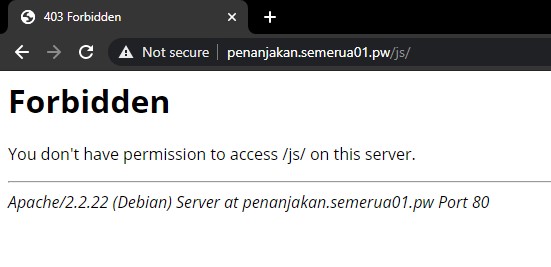 403 Forbidden
Not secure penanjakan.semerua01.pw/js/
Forbidden
You don't have permission to access /js/ on this server.
Apache/2.2.22 (Debian) Server at penanjakan.semerua01.pw Port 80